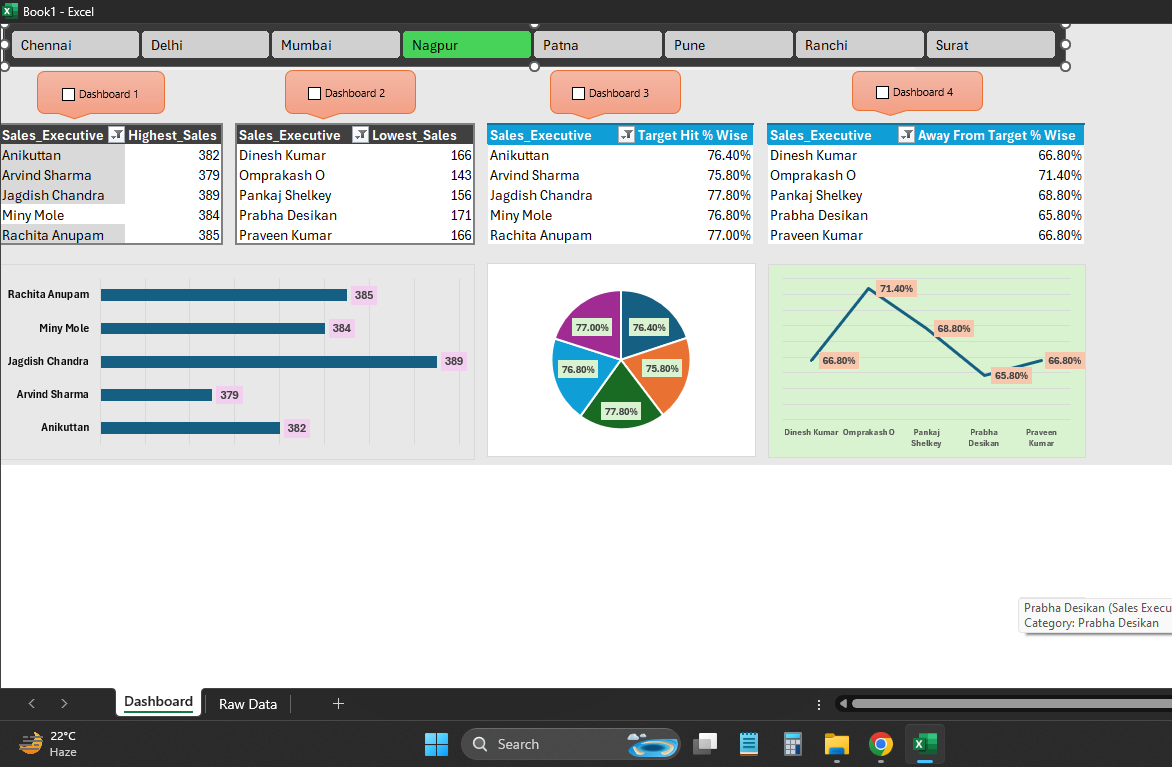 Book1 - Excel
Chennai Delhi Mumbai Nagpur Patna Pune Ranchi Surat
Dashboard 1 Dashboard 2 Dashboard 3 Dashboard 4
Sales_Executive Highest_Sales
Anikuttan 382
Arvind Sharma 379
Jagdish Chandra 389
Miny Mole 384
Rachita Anupam 385
Sales_Executive Lowest_Sales
Dinesh Kumar 166
Omprakash O 143
Pankaj Shelkey 156
Prabha Desikan 171
Praveen Kumar 166
Sales_Executive Target Hit % Wise
Anikuttan 76.40%
Arvind Sharma 75.80%
Jagdish Chandra 77.80%
Miny Mole 76.80%
Rachita Anupam 77.00%
Sales_Executive Away From Target % Wise
Dinesh Kumar 66.80%
Omprakash O 71.40%
Pankaj Shelkey 68.80%
Prabha Desikan 65.80%
Praveen Kumar 66.80%
Rachita Anupam 385
Miny Mole 384
Jagdish Chandra 389
Arvind Sharma 379
Anikuttan 382
77.00% 76.40%
76.80% 75.80%
77.80%
71.40%
68.80%
66.80% 66.80%
65.80%
Dinesh Kumar Omprakash O Pankaj Prabha Praveen
Shelkey Desikan Kumar
Prabha Desikan (Sales Execu
Category: Prabha Desikan
Dashboard Raw Data
22°C
Haze
Search